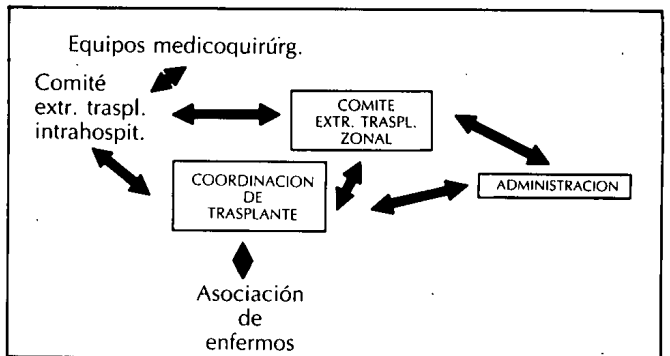 Equipos medicoquirúrg.
Comité
extr. traspl.
intrahospit.
COMITE
EXTR. TRASPL.
ZONAL
COORDINACION
DE
TRASPLANTE
ADMINISTRACION
Asociación
de
enfermos